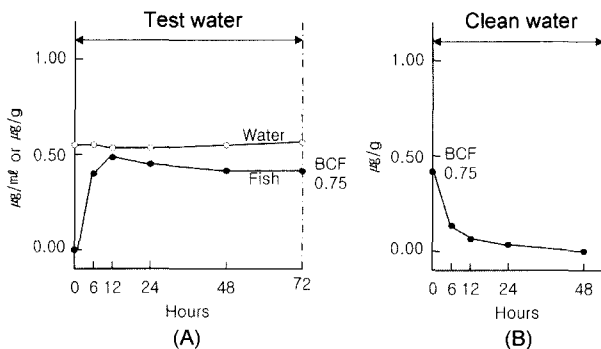 Test water
1.00
0.50
0.00
μg/mℓ or μg/g
Water
Fish
BCF
0.75
0 6 12 24 48 72
Hours
(A)
Clean water
1.00
0.50
0.00
μg/g
BCF
0.75
0 6 12 24 48
Hours
(B)